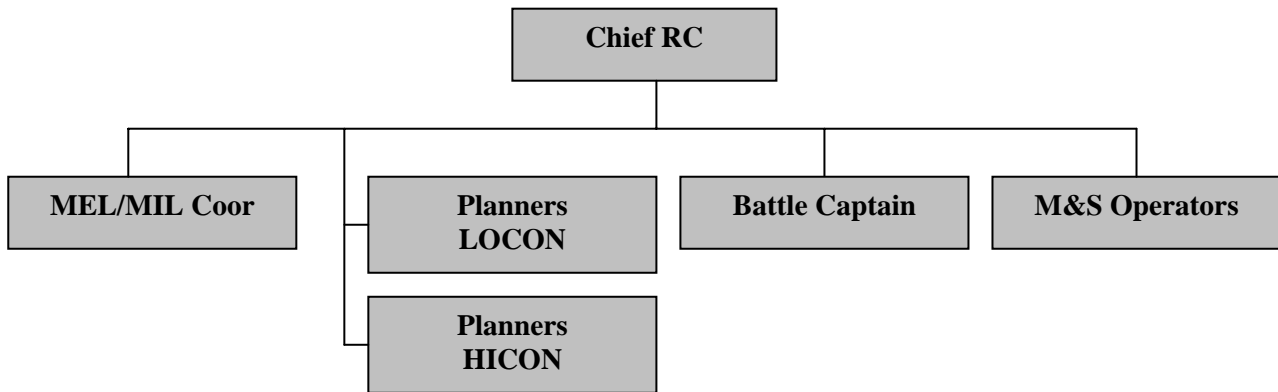 Chief RC
MEL/MIL Coor
Planners
LOCON
Battle Captain
M&S Operators
Planners
HICON